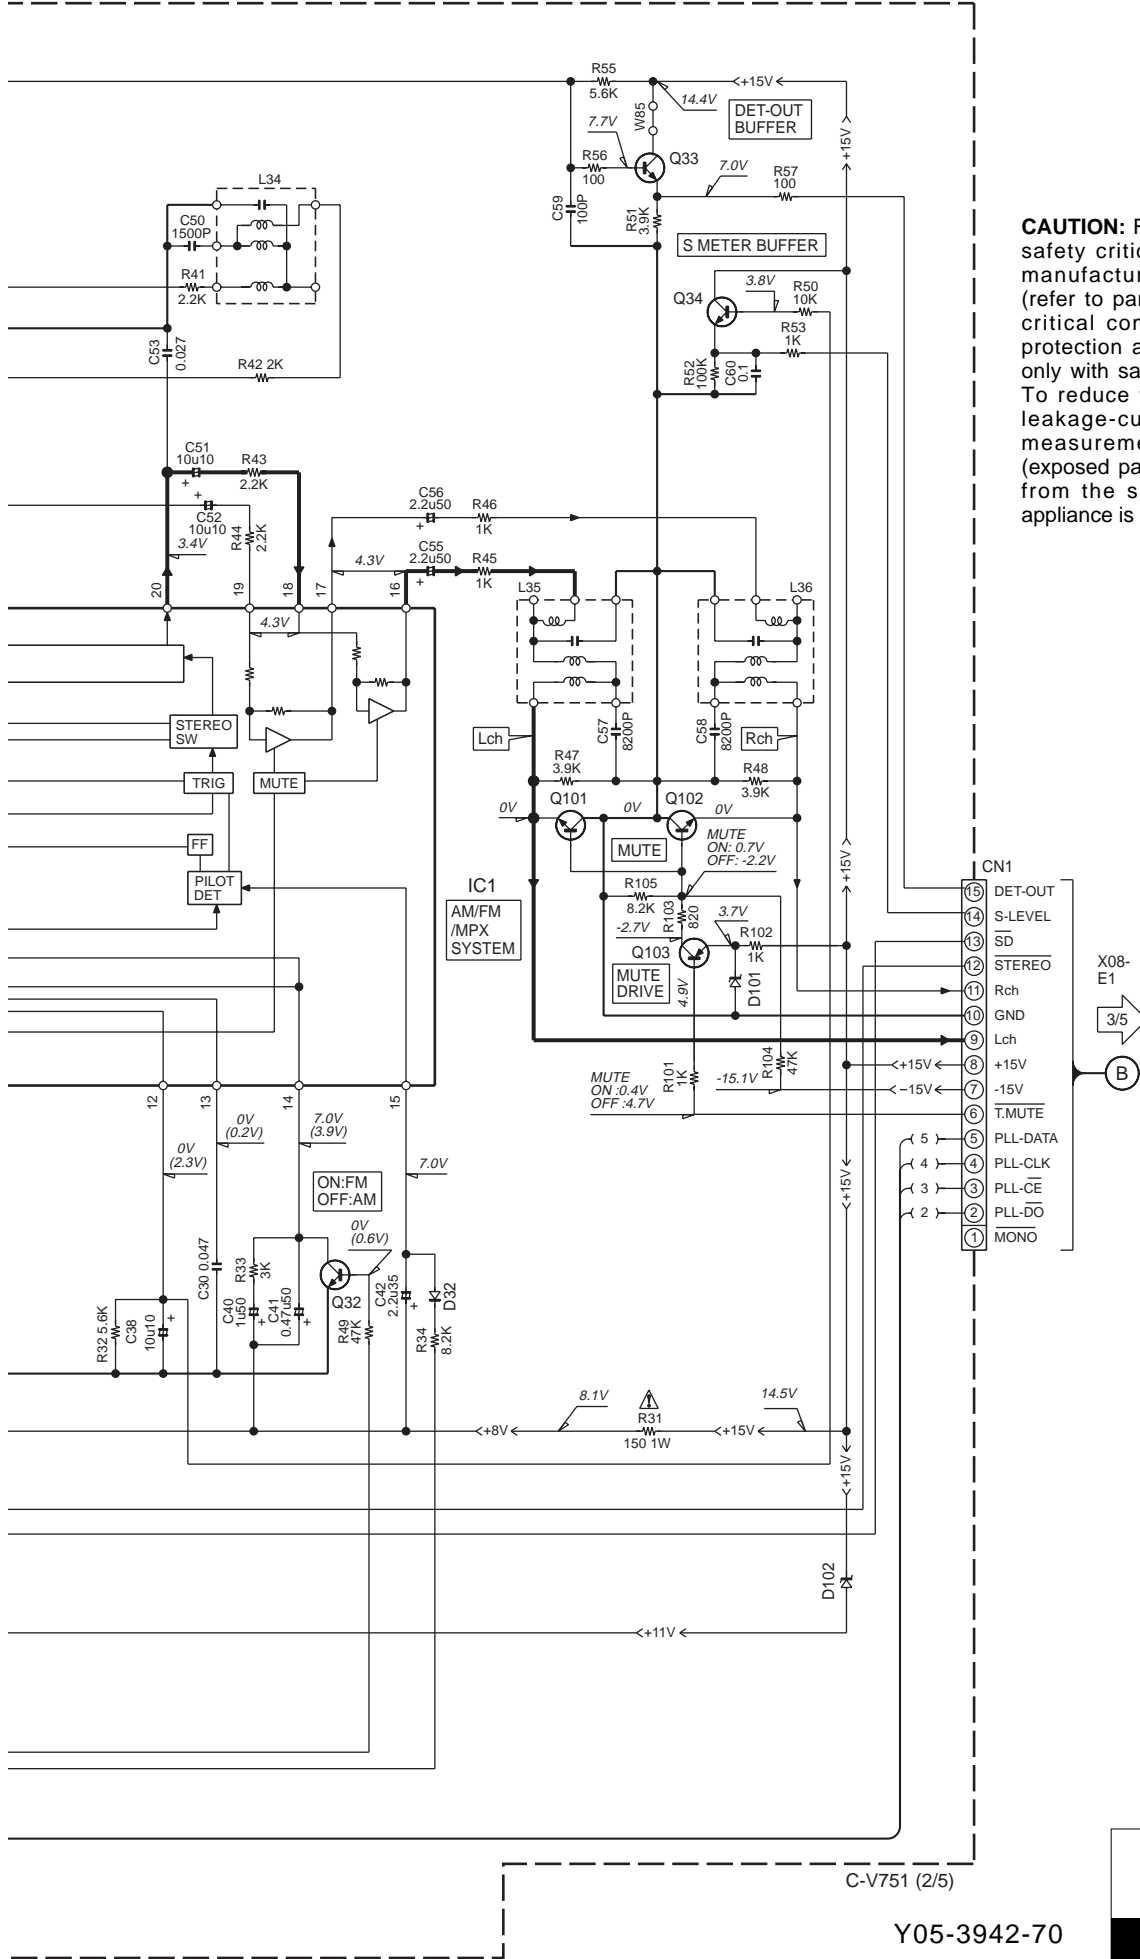 R55
5.6K
+15V
14.4V
W85
DET-OUT
BUFFER
7.7V
+15V
R56
100
Q33
L34
7.0V
R57
100
C59
100P
R51
3.9K
C50
1500P
S METER BUFFER
R41
2.2K
3.8V
R50
10K
Q34
R53
1K
C53
0.027
R42 2K
R52
100K
C60
0.1
CAUTION:
safety
manufactur
(refer to
critical
protection
only with
To reduce
leakage-cu
measureme
(exposed
from the
appliance is
C51
10u10
R43
2.2K
+
+
C52
10u10
R44
2.2K
3.4V
C56
2.2u50
R46
1K
+
C55
2.2u50
R45
1K
+
4.3V
20
19
18
17
16
L35
L36
4.3V
STEREO
SW
TRIG
MUTE
FF
PILOT
DET
Lch
C57
8200P
C58
8200P
Rch
R47
3.9K
R48
3.9K
0V
Q101
0V
Q102
0V
MUTE
MUTE
ON: 0.7V
OFF: -2.2V
+15V
IC1
AM/FM
/MPX
SYSTEM
R105
8.2K
R103
820
3.7V
-2.7V
R102
1K
Q103
MUTE
DRIVE
D101
4.9V
R101
1K
R104
47K
MUTE
ON :0.4V
OFF :4.7V
-15.1V
+15V
−15V
CN1
15 DET-OUT
14 S-LEVEL
13 SD
12 STEREO
11 Rch
10 GND
9 Lch
8 +15V
7 -15V
6 T.MUTE
5 5 PLL-DATA
4 4 PLL-CLK
3 3 PLL-CE
2 2 PLL-DO
1 MONO
X08-
E1
3/5
B
12
13
14
15
0V
(0.2V)
7.0V
(3.9V)
0V
(2.3V)
7.0V
+15V
ON:FM
OFF:AM
0V
(0.6V)
C30 0.047
R33
3K
Q32
C42
2.2u35
+
D32
R32 5.6K
C38
10u10
+
C40
1u50
+
C41
0.47u50
+
R49
47K
R34
8.2K
8.1V
R31
150 1W
14.5V
+8V
+15V
+15V
D102
+11V
C-V751 (2/5)
Y05-3942-70